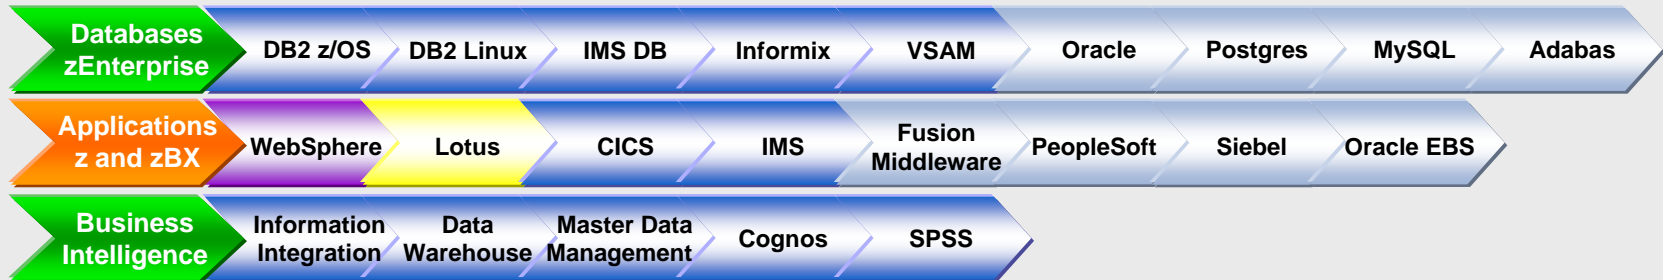 Databases
zEnterprise
DB2 z/OS
DB2 Linux
IMS DB
Informix
VSAM
Oracle
Postgres
MySQL
Adabas
Applications
z and zBX
WebSphere
Lotus
CICS
IMS
Fusion
Middleware
PeopleSoft
Siebel
Oracle EBS
Business
Intelligence
Information
Integration
Data
Warehouse
Master Data
Management
Cognos
SPSS